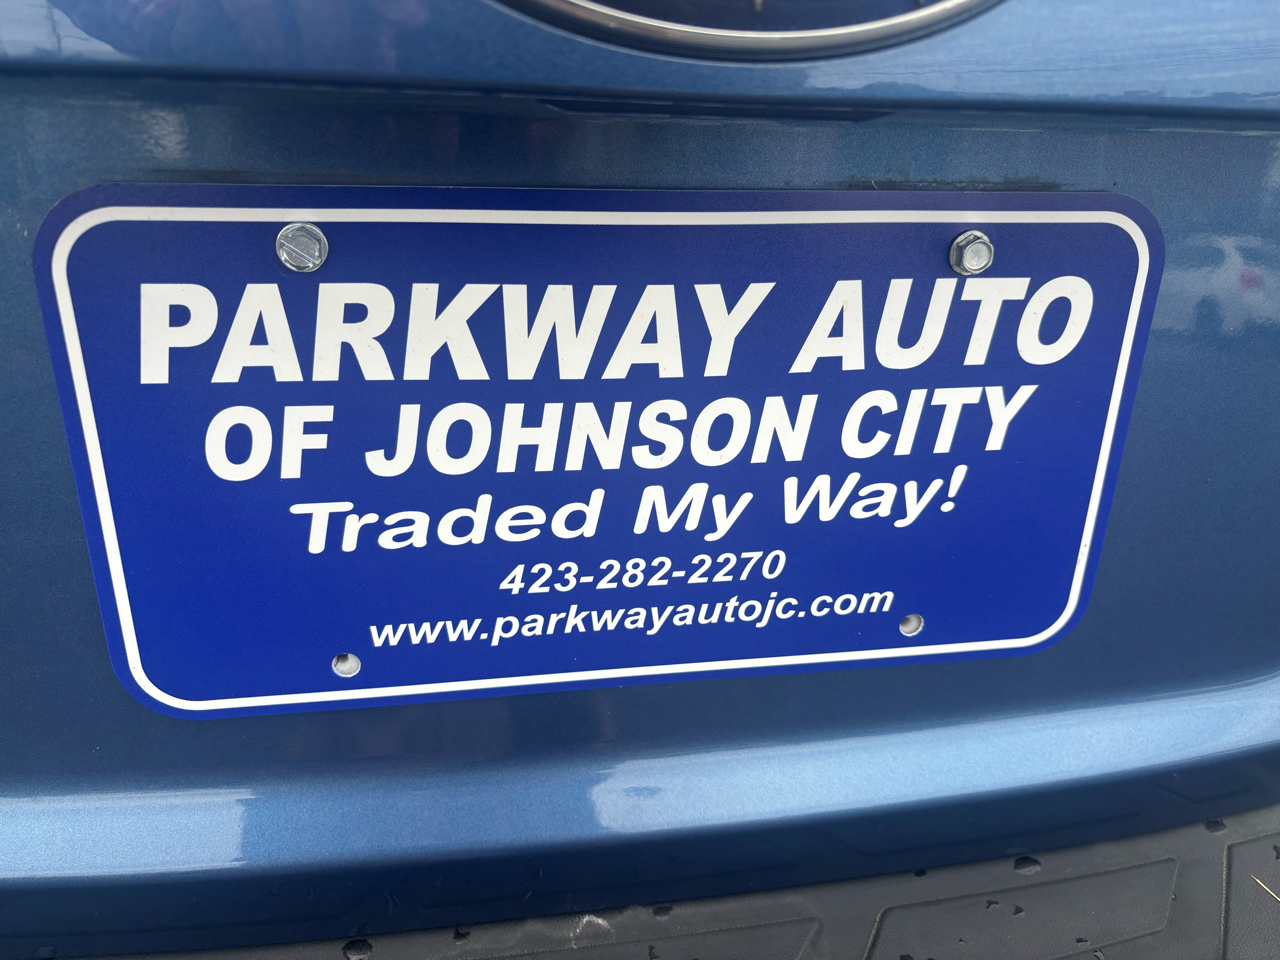 PARKWAY AUTO
OF JOHNSON CITY
Traded My Way!
423-282-2270
www.parkwayautojc.com